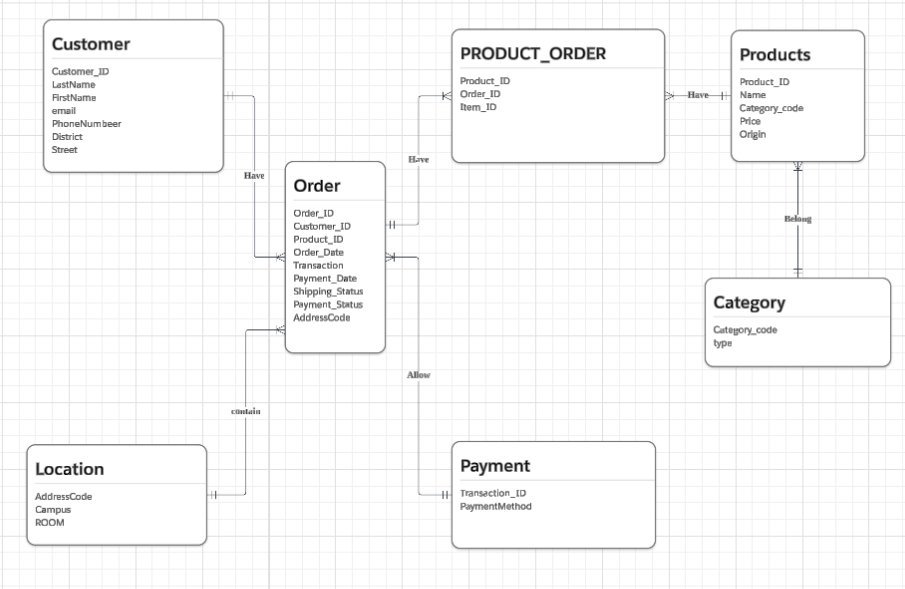 Customer
Customer_ID
LastName
FirstName
email
PhoneNumbeer
District
Street
PRODUCT_ORDER
Product_ID
Order_ID
Item_ID
Products
Product_ID
Name
Category_code
Price
Origin
Have
Have
Have
Order
Order_ID
Customer_ID
Product_ID
Order_Date
Transaction
Payment_Date
Shipping_Status
Payment_Status
AddressCode
Belong
Category
Category_code
type
Allow
contain
Location
AddressCode
Campus
ROOM
Payment
Transaction_ID
PaymentMethod